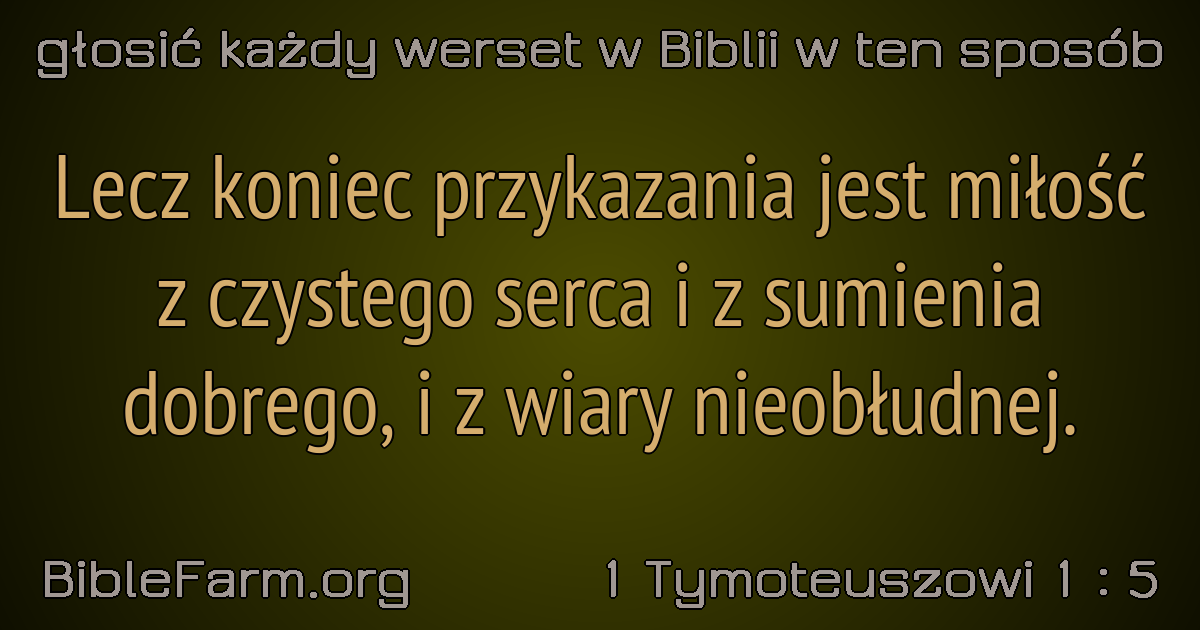 głosić każdy werset w Biblii w ten sposób
Lecz koniec przykazania jest miłość
z czystego serca i z sumienia
dobrego, i z wiary nieobłudnej.
BibleFarm.org
1 Tymoteuszowi 1 : 5